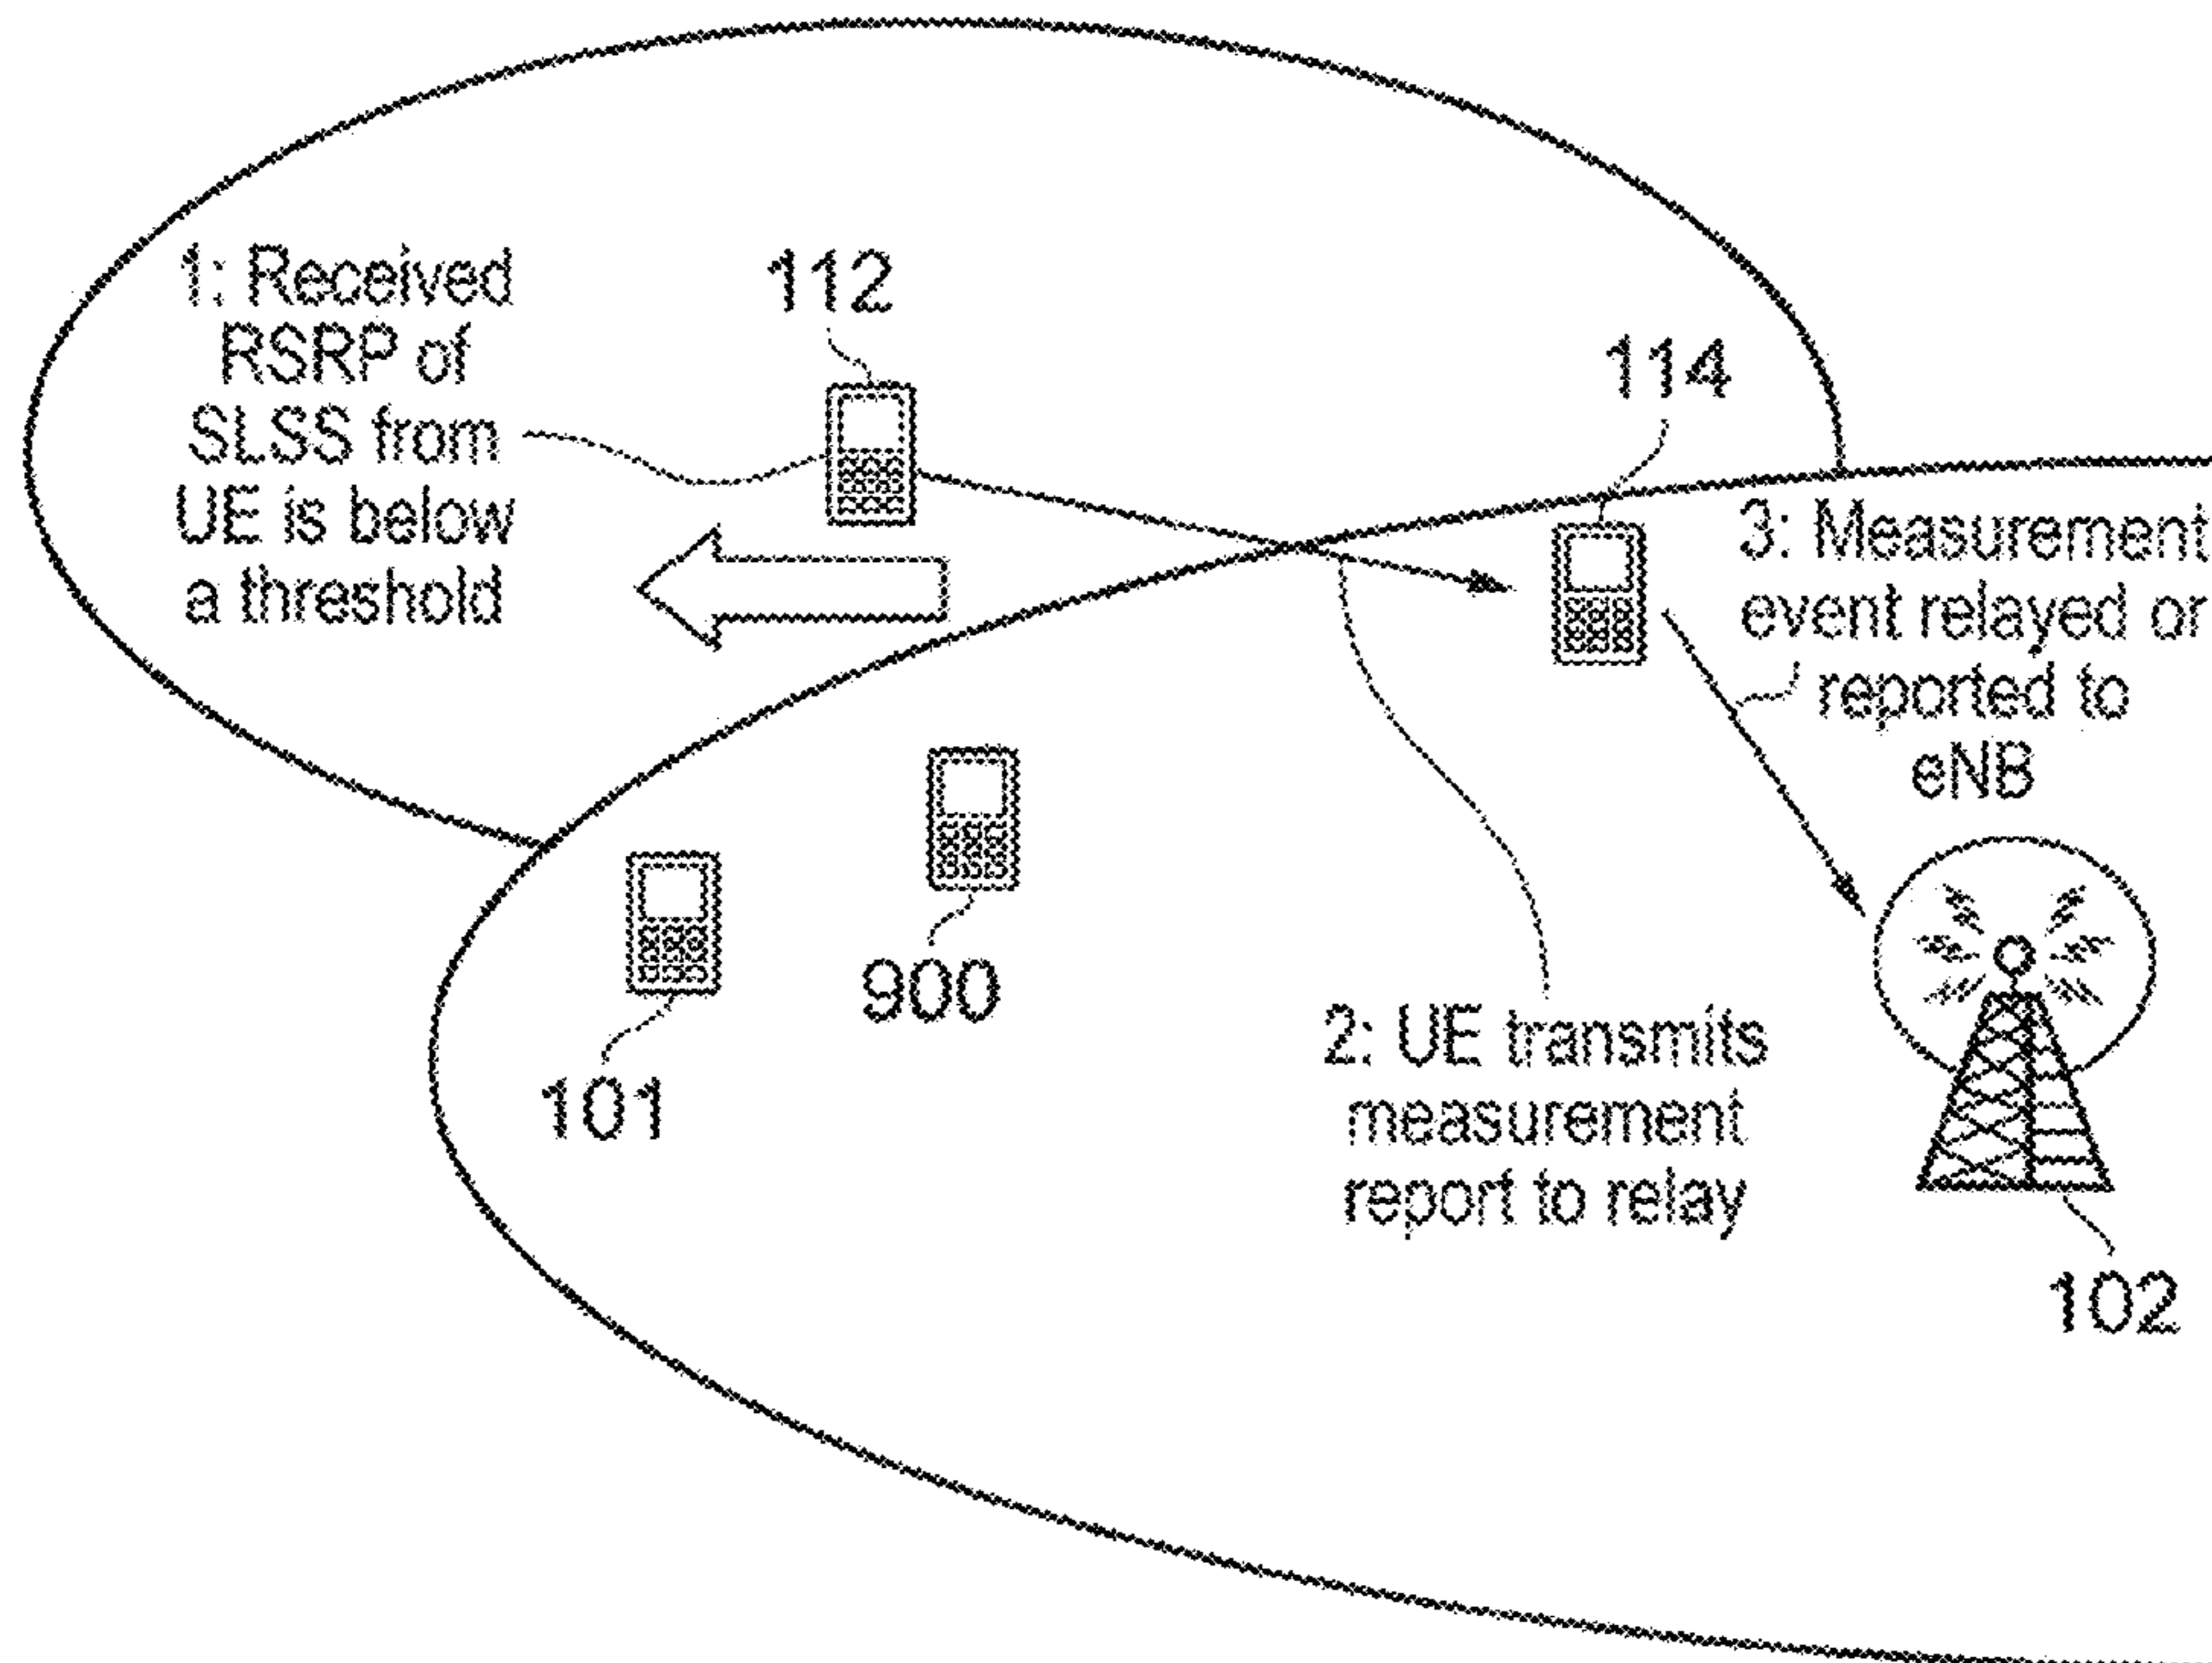 1: Received
RSRP of
SLSS from
UE is below
a threshold
112
114
3: Measurement
event relayed or
reported to
eNB
900
101
2: UE transmits
measurement
report to relay
102